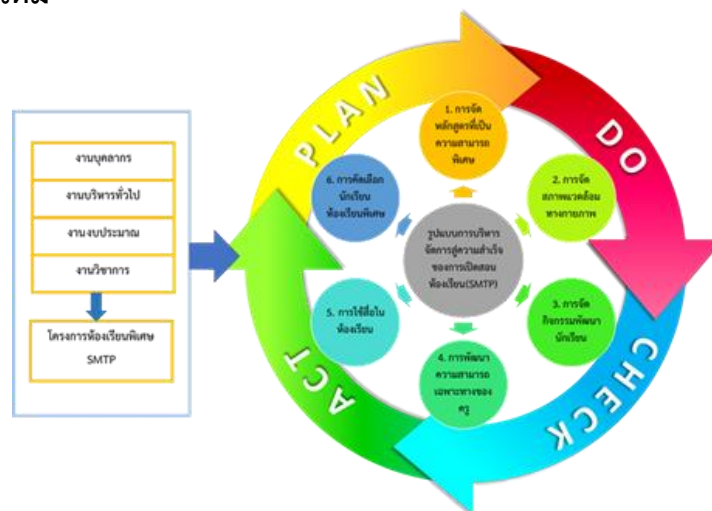 งานบุคลากร
งานบริหารทั่วไป
งานงบประมาณ
งานวิชาการ
โครงการห้องเรียนพิเศษ
SMTP
PLAN
DO
CHECK
ACT
1. การจัด
หลักสูตรที่เป็น
ความสามารถ
พิเศษ
2. การจัด
สภาพแวดล้อม
ทางกายภาพ
3. การจัด
กิจกรรมพัฒนา
นักเรียน
4. การพัฒนา
ความสามารถ
เฉพาะทางของ
ครู
5. การใช้สื่อใน
ห้องเรียน
6. การคัดเลือก
นักเรียน
ห้องเรียนพิเศษ
รูปแบบการบริหาร
จัดการสู่ความสำเร็จ
ของการเปิดสอน
ห้องเรียน(SMTP)